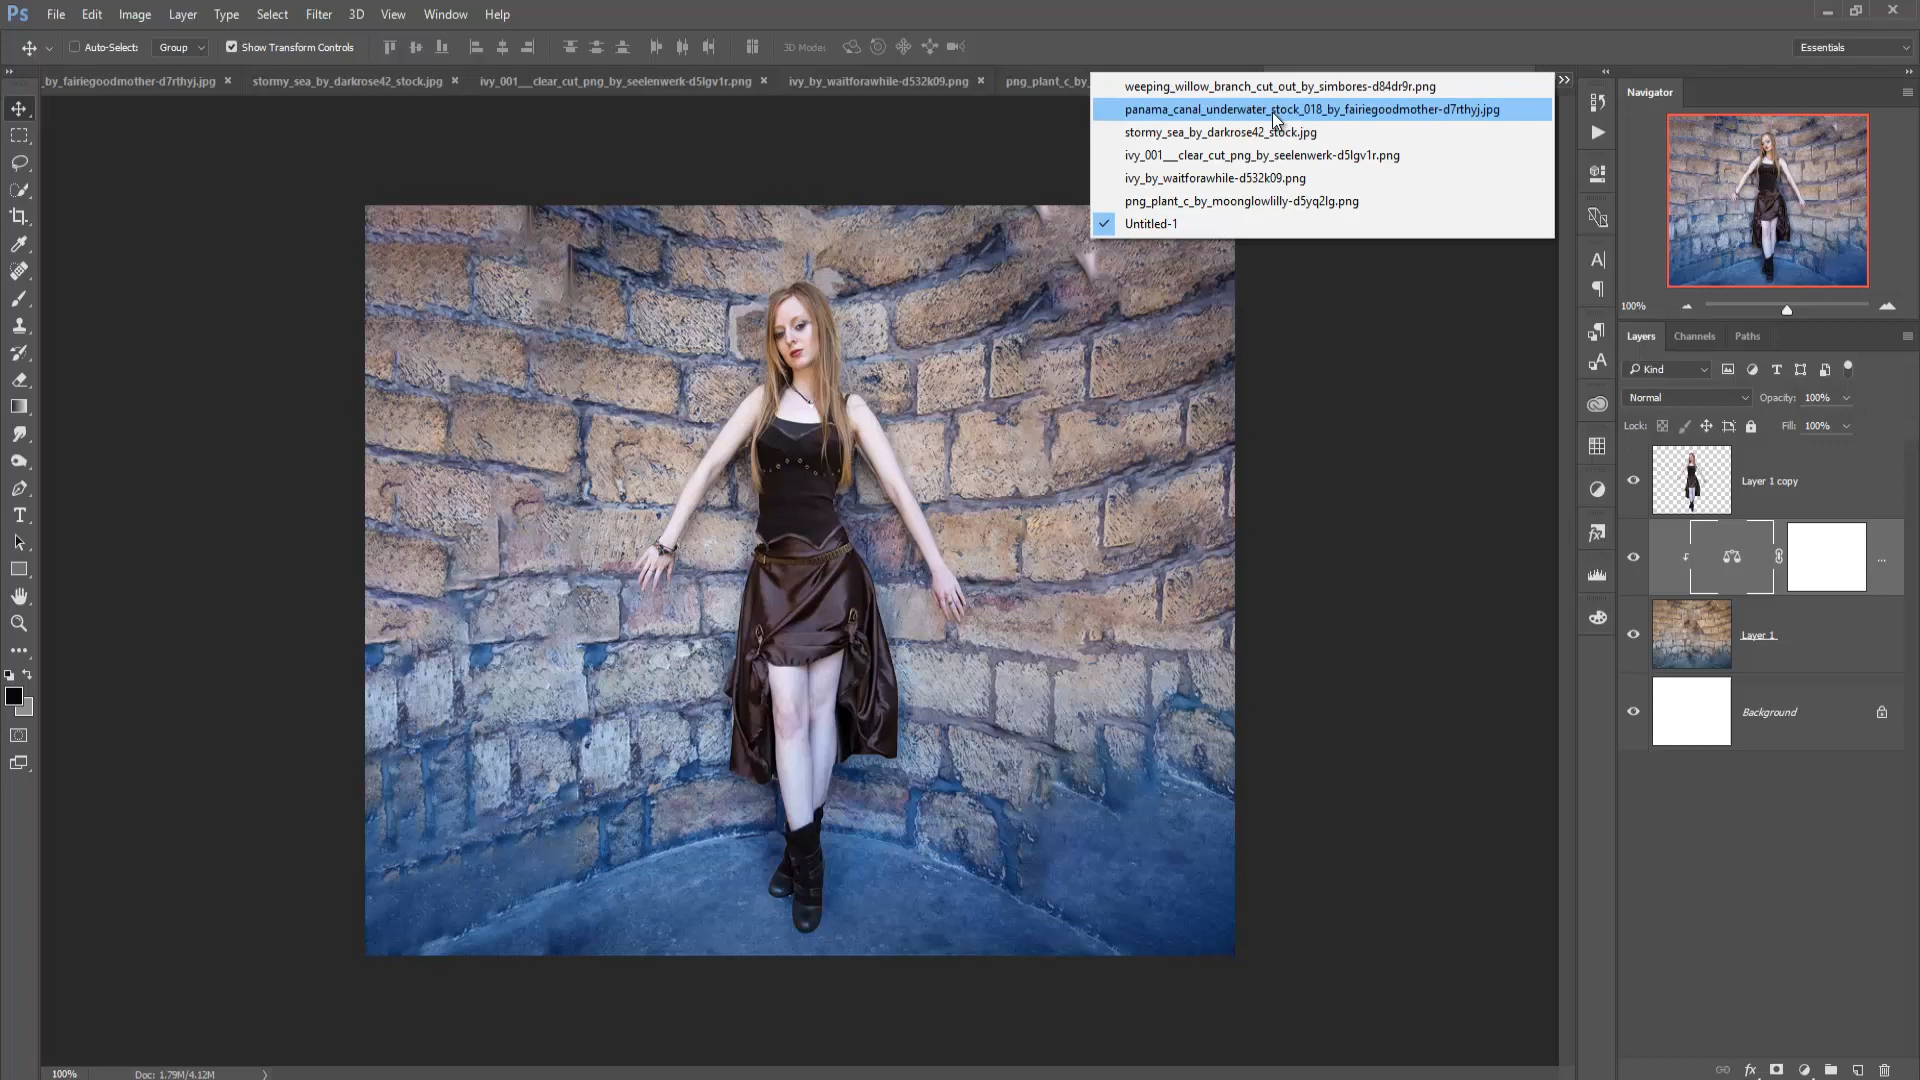 Ps File Edit Image Layer Type Select Filter 3D View Window Help
Auto-Select: Group Show Transform Controls 3D Mode: Essentials
_by_fairiegoodmother-d7rthyj.jpg × stormy_sea_by_darkrose42_stock.jpg × ivy_001__clear_cut_png_by_seelenwerk-d5lgv1r.png × ivy_by_waitforawhile-d532k09.png × png_plant_c_by_
weeping_willow_branch_cut_out_by_simbores-d84dr9r.png
panama_canal_underwater_stock_018_by_fairiegoodmother-d7rthyj.jpg
stormy_sea_by_darkrose42_stock.jpg
ivy_001__clear_cut_png_by_seelenwerk-d5lgv1r.png
ivy_by_waitforawhile-d532k09.png
png_plant_c_by_moonglowlilly-d5yq2lg.png
Untitled-1
Navigator
100%
Layers Channels Paths
Kind
Normal Opacity: 100%
Lock: Fill: 100%
Layer 1 copy
...
Layer 1
Background
100% Doc: 1.79M/4.12M
fx